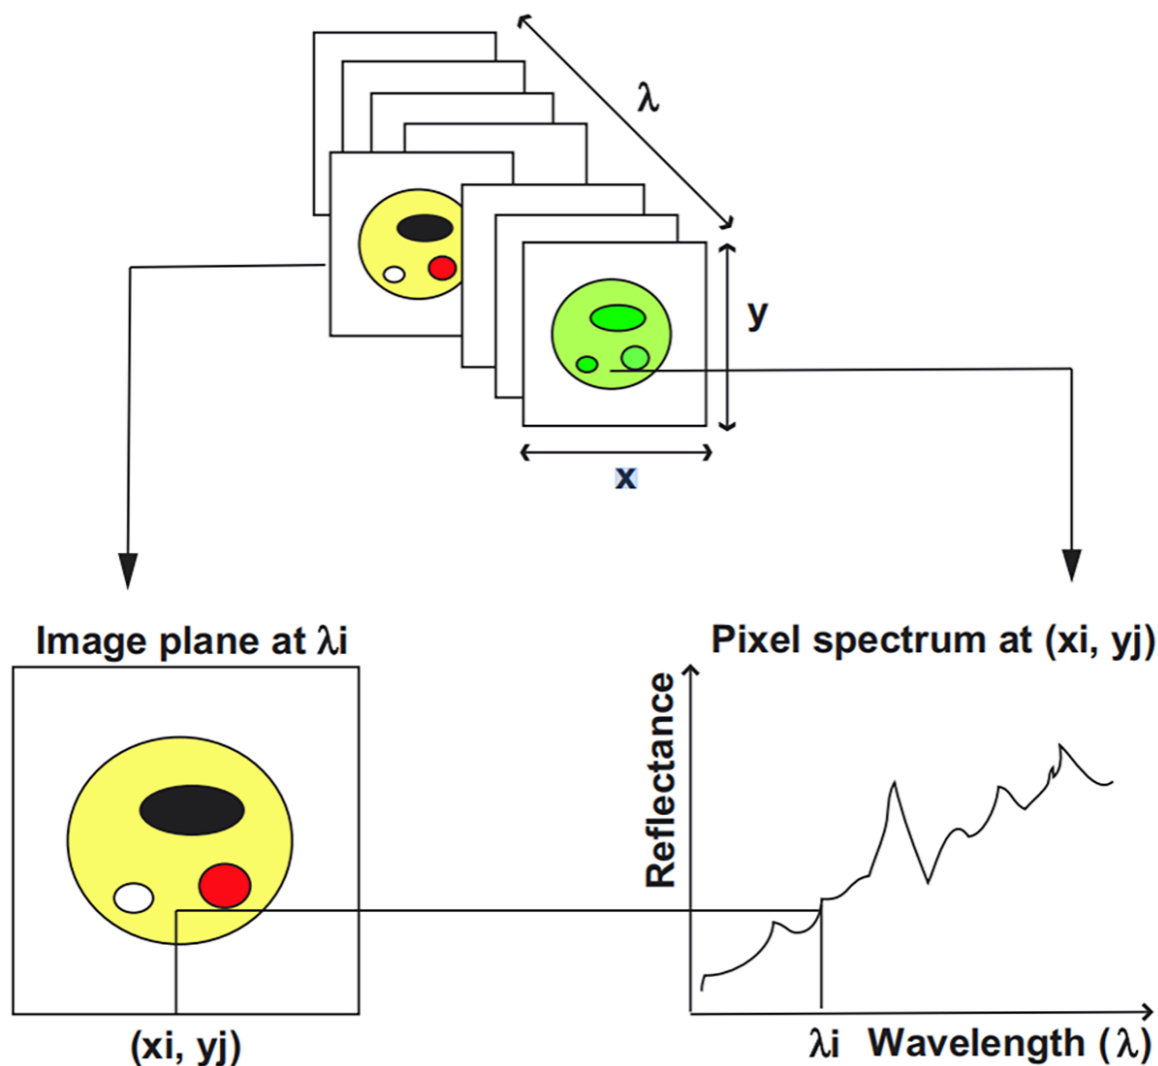 λ
y
x
Image plane at λi
Pixel spectrum at (xi, yj)
Reflectance
(xi, yj)
λi
Wavelength (λ)